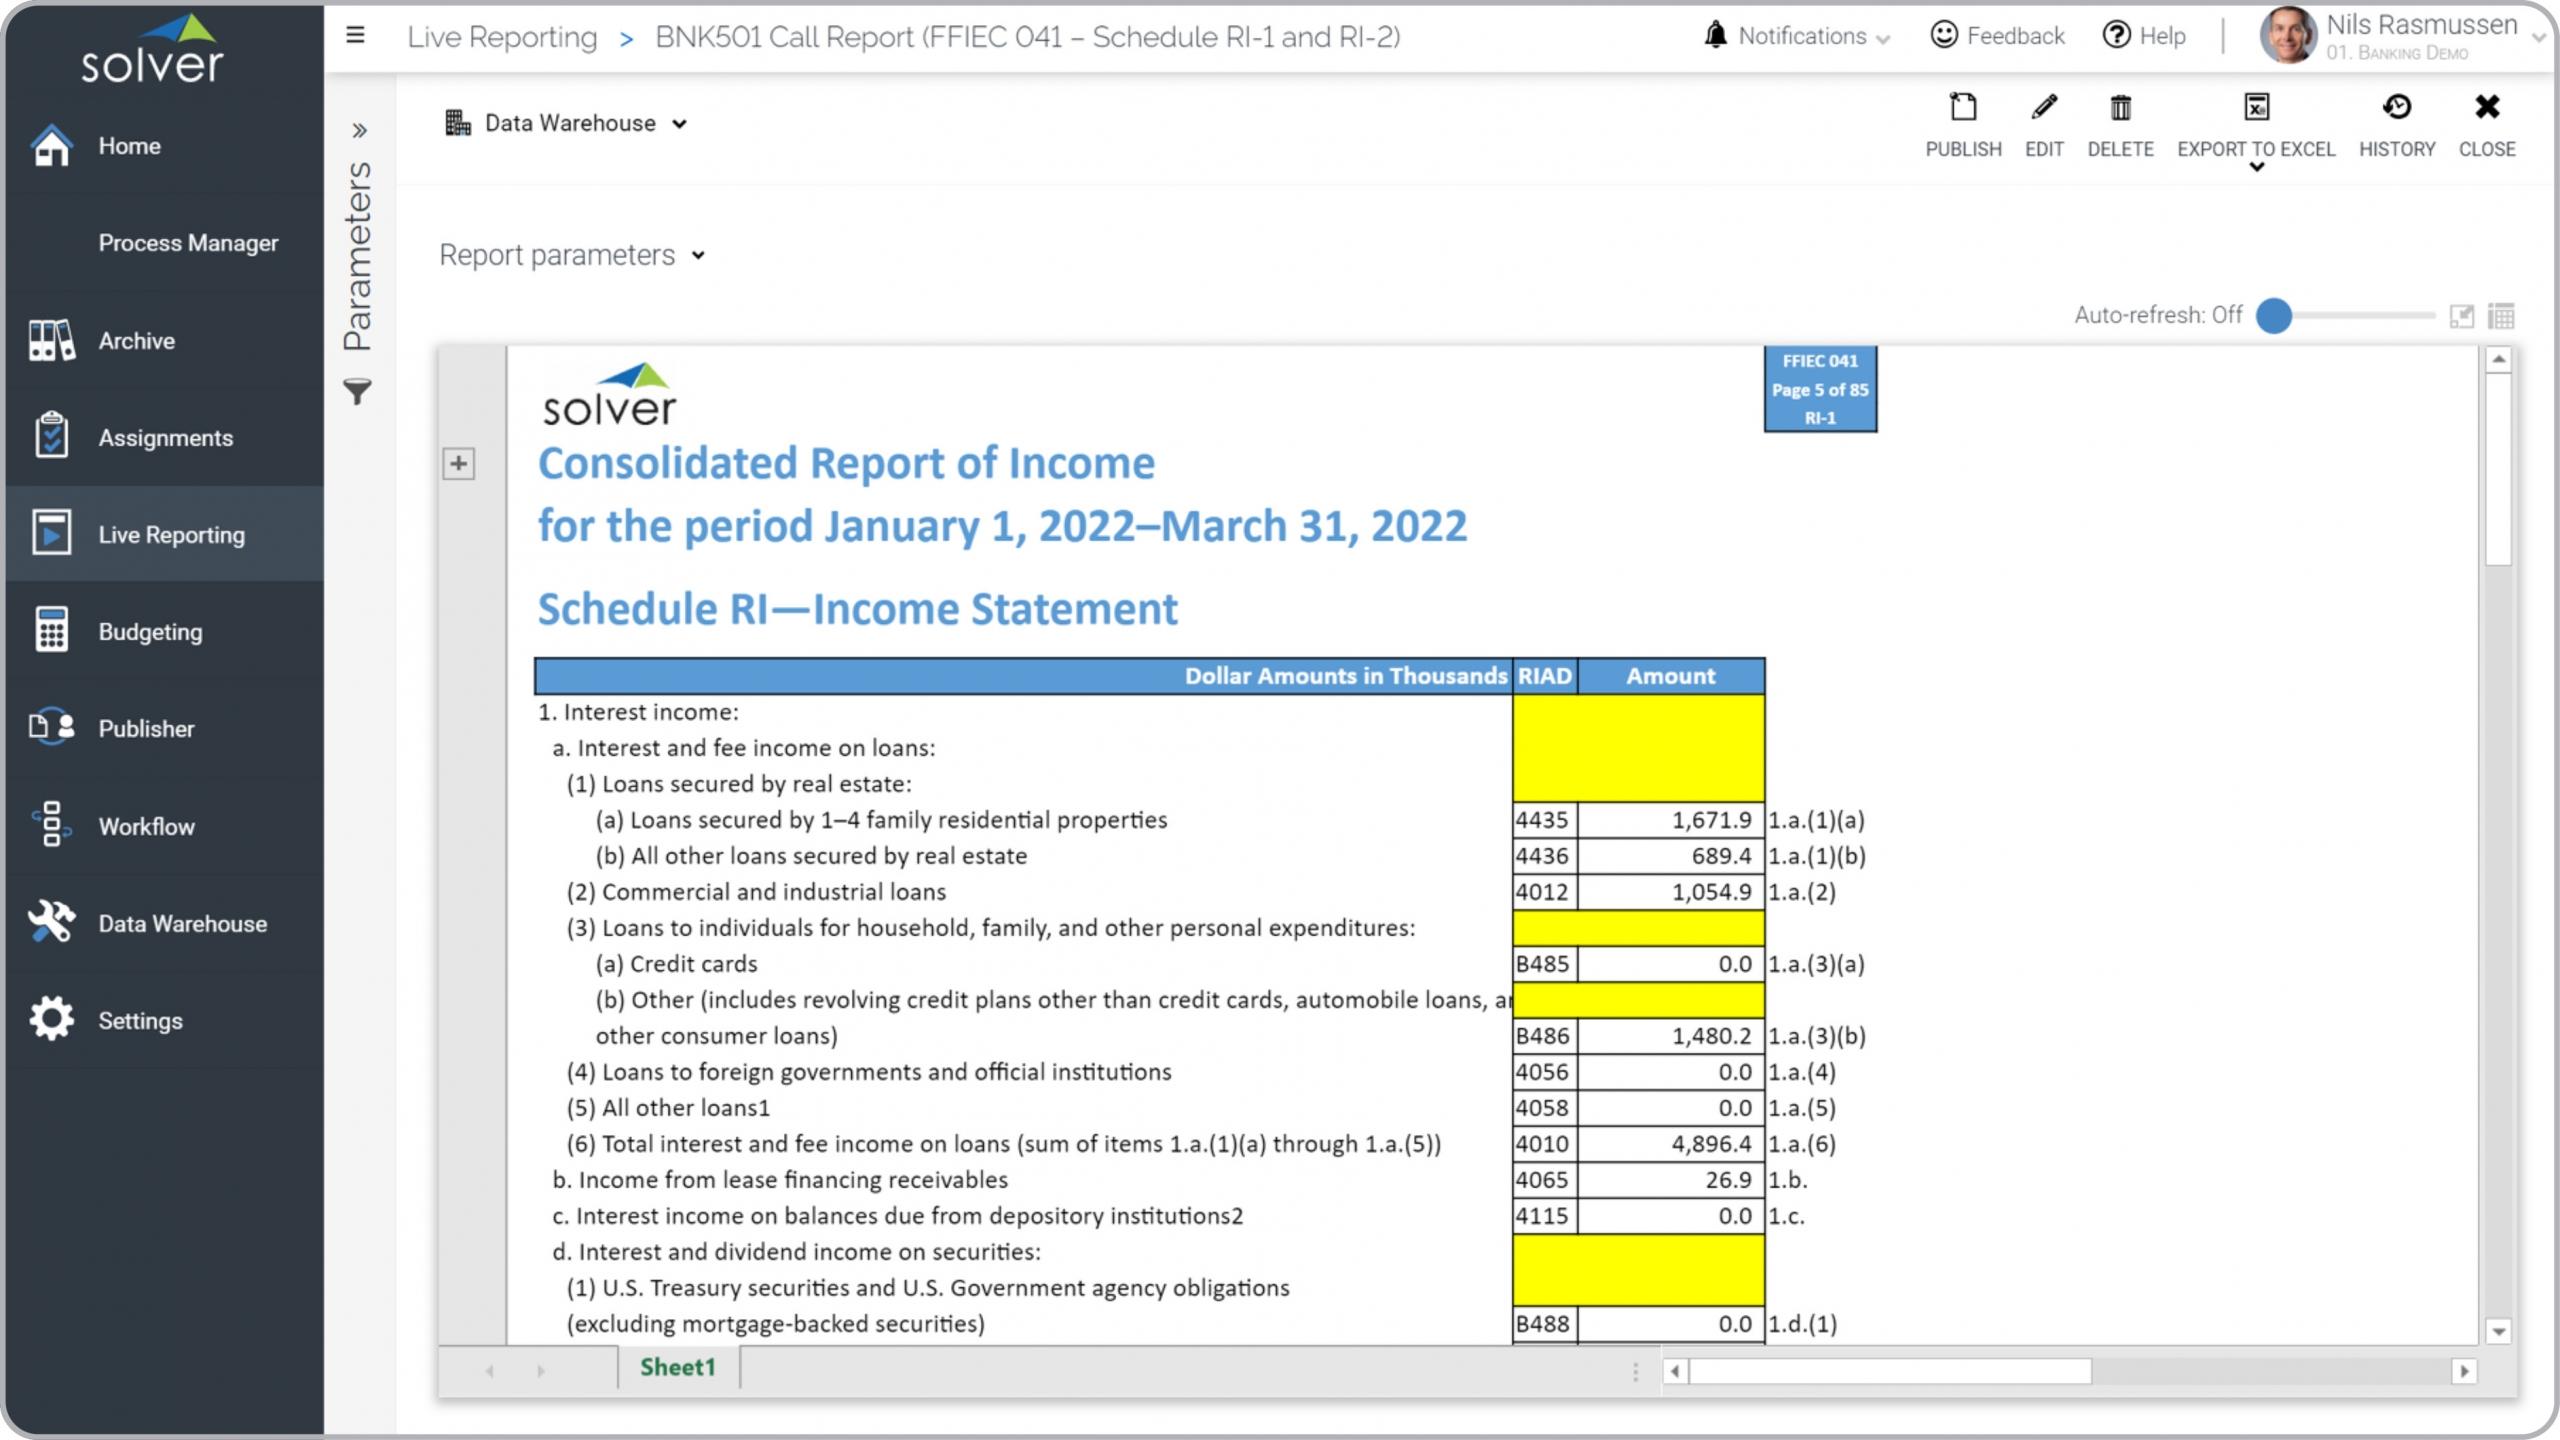 solver
Home
Process Manager
Archive
Assignments
Live Reporting
Budgeting
Publisher
Workflow
Data Warehouse
Settings
Live Reporting > BNK501 Call Report (FFIEC 041 – Schedule RI-1 and RI-2)
Notifications
Feedback
Help
Nils Rasmussen
01. Banking Demo
Parameters
Data Warehouse
PUBLISH
EDIT
DELETE
EXPORT TO EXCEL
HISTORY
CLOSE
Report parameters
Auto-refresh: Off
solver
FFIEC 041
Page 5 of 85
RI-1
Consolidated Report of Income
for the period January 1, 2022–March 31, 2022
Schedule RI—Income Statement
Dollar Amounts in Thousands RIAD Amount
1. Interest income:
a. Interest and fee income on loans:
(1) Loans secured by real estate:
(a) Loans secured by 1–4 family residential properties 4435 1,671.9 1.a.(1)(a)
(b) All other loans secured by real estate 4436 689.4 1.a.(1)(b)
(2) Commercial and industrial loans 4012 1,054.9 1.a.(2)
(3) Loans to individuals for household, family, and other personal expenditures:
(a) Credit cards B485 0.0 1.a.(3)(a)
(b) Other (includes revolving credit plans other than credit cards, automobile loans,
other consumer loans) B486 1,480.2 1.a.(3)(b)
(4) Loans to foreign governments and official institutions 4056 0.0 1.a.(4)
(5) All other loans1 4058 0.0 1.a.(5)
(6) Total interest and fee income on loans (sum of items 1.a.(1)(a) through 1.a.(5)) 4010 4,896.4 1.a.(6)
b. Income from lease financing receivables 4065 26.9 1.b.
c. Interest income on balances due from depository institutions2 4115 0.0 1.c.
d. Interest and dividend income on securities:
(1) U.S. Treasury securities and U.S. Government agency obligations
(excluding mortgage-backed securities) B488 0.0 1.d.(1)
Sheet1